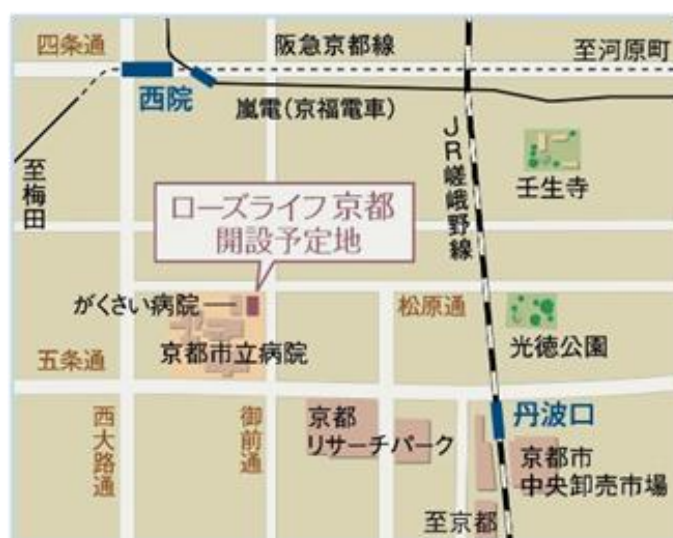 四条通
阪急京都線
至河原町
西院
嵐電(京福電車)
至梅田
JR嵯峨野線
壬生寺
ローズライフ京都
開設予定地
がくさい病院
松原通
京都市立病院
光徳公園
五条通
西大路通
御前通
京都
リサーチパーク
丹波口
京都市
中央卸売市場
至京都